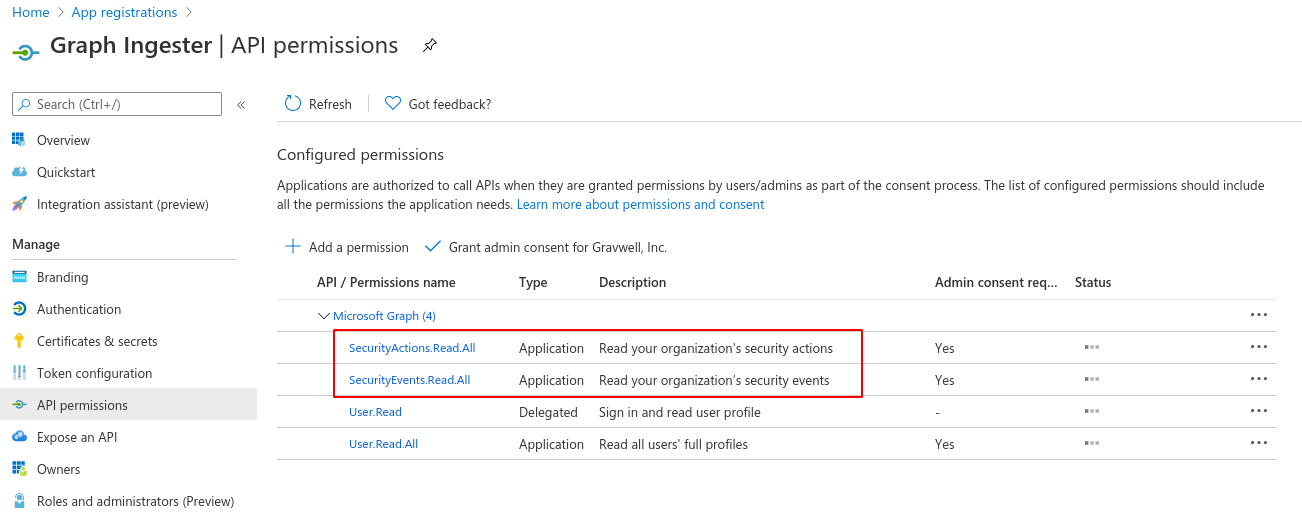 Home > App registrations >
Graph Ingester | API permissions
Search (Ctrl+/)
«
Refresh
Got feedback?
Overview
Quickstart
Integration assistant (preview)
Manage
Branding
Authentication
Certificates & secrets
Token configuration
API permissions
Expose an API
Owners
Roles and administrators (Preview)
Configured permissions
Applications are authorized to call APIs when they are granted permissions by users/admins as part of the consent process. The list of configured permissions should include
all the permissions the application needs. Learn more about permissions and consent
Add a permission
Grant admin consent for Gravwell, Inc.
API / Permissions name Type Description Admin consent req... Status
Microsoft Graph (4)
SecurityActions.Read.All Application Read your organization's security actions Yes
SecurityEvents.Read.All Application Read your organization's security events Yes
User.Read Delegated Sign in and read user profile -
User.Read.All Application Read all users' full profiles Yes